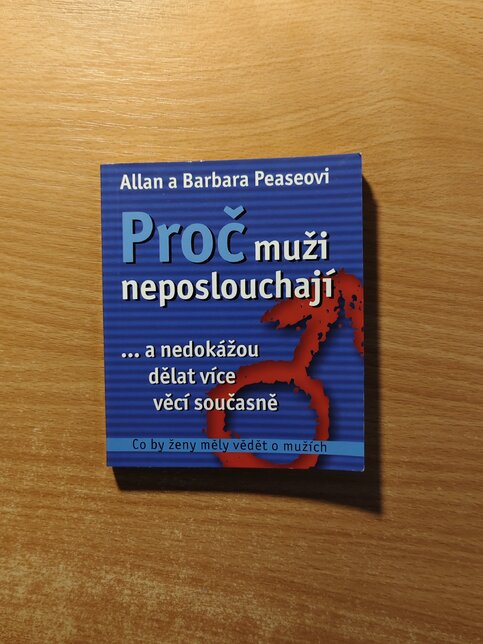 Allan a Barbara Peaseovi
Proč muži
neposlouchají
... a nedokážou
dělat více
věcí současně
Co by ženy měly vědět o mužích